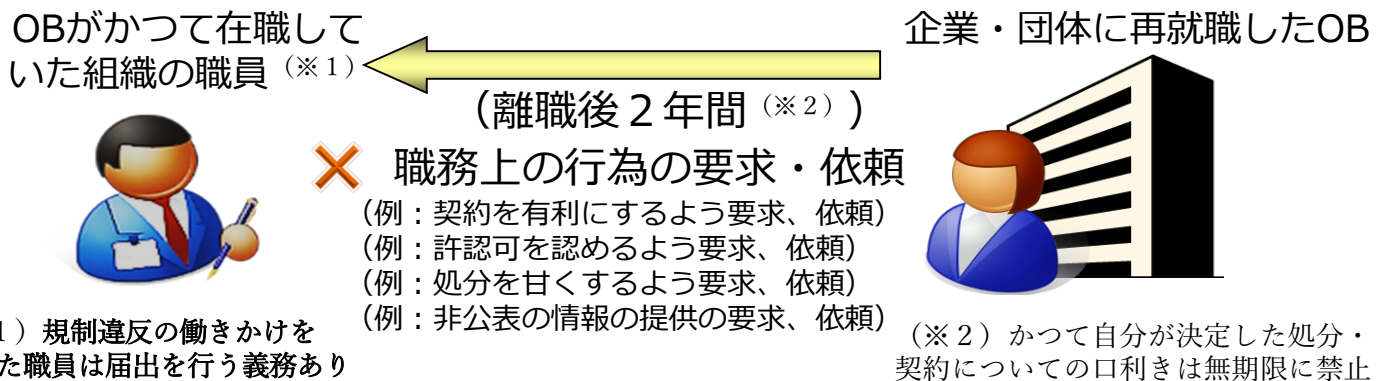 OBがかつて在職して
いた組織の職員（※１）
企業・団体に再就職したOB
（離職後２年間（※２））
職務上の行為の要求・依頼
（例：契約を有利にするよう要求、依頼）
（例：許認可を認めるよう要求、依頼）
（例：処分を甘くするよう要求、依頼）
（例：非公表の情報の提供の要求、依頼）
１）規制違反の働きかけを
た職員は届出を行う義務あり
（※２）かつて自分が決定した処分・
契約についての口利きは無期限に禁止